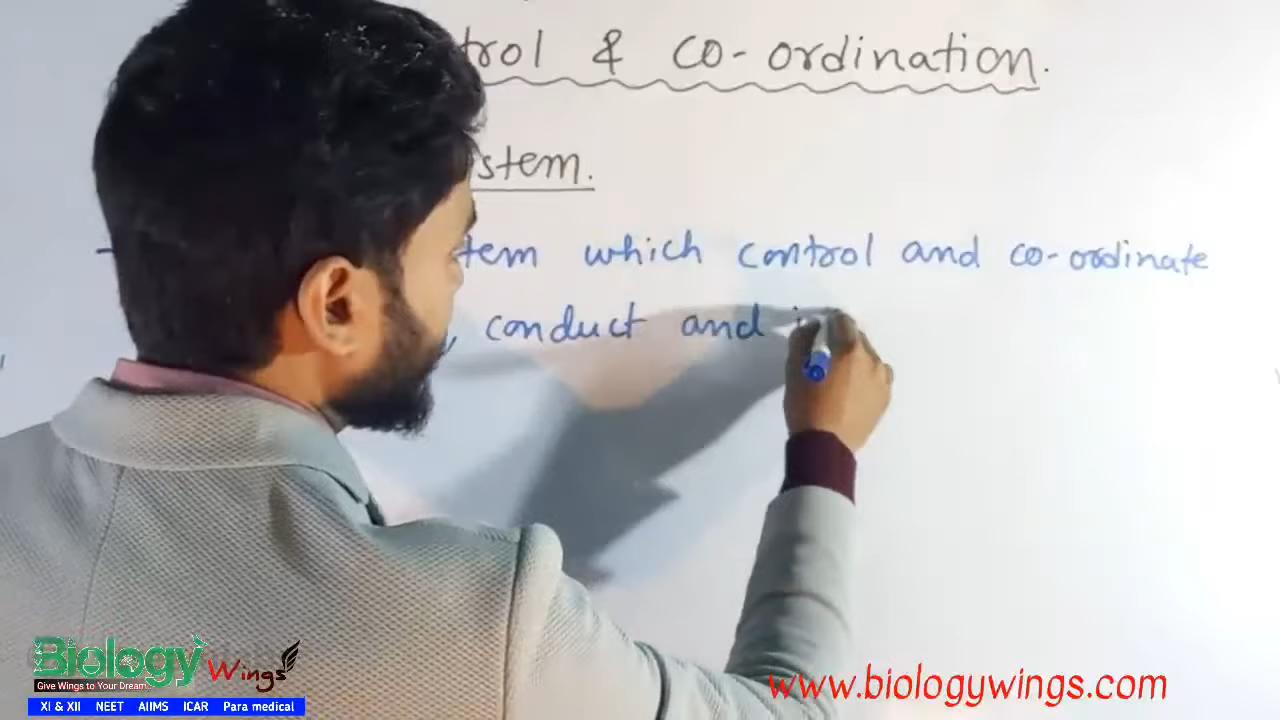 trol & co-ordination.
stem.
- tem which control and co-ordinate
, conduct and i
Biology Wings
Give Wings to Your Dream...
XI & XII NEET AIIMS ICAR Para medical
www.biologywings.com